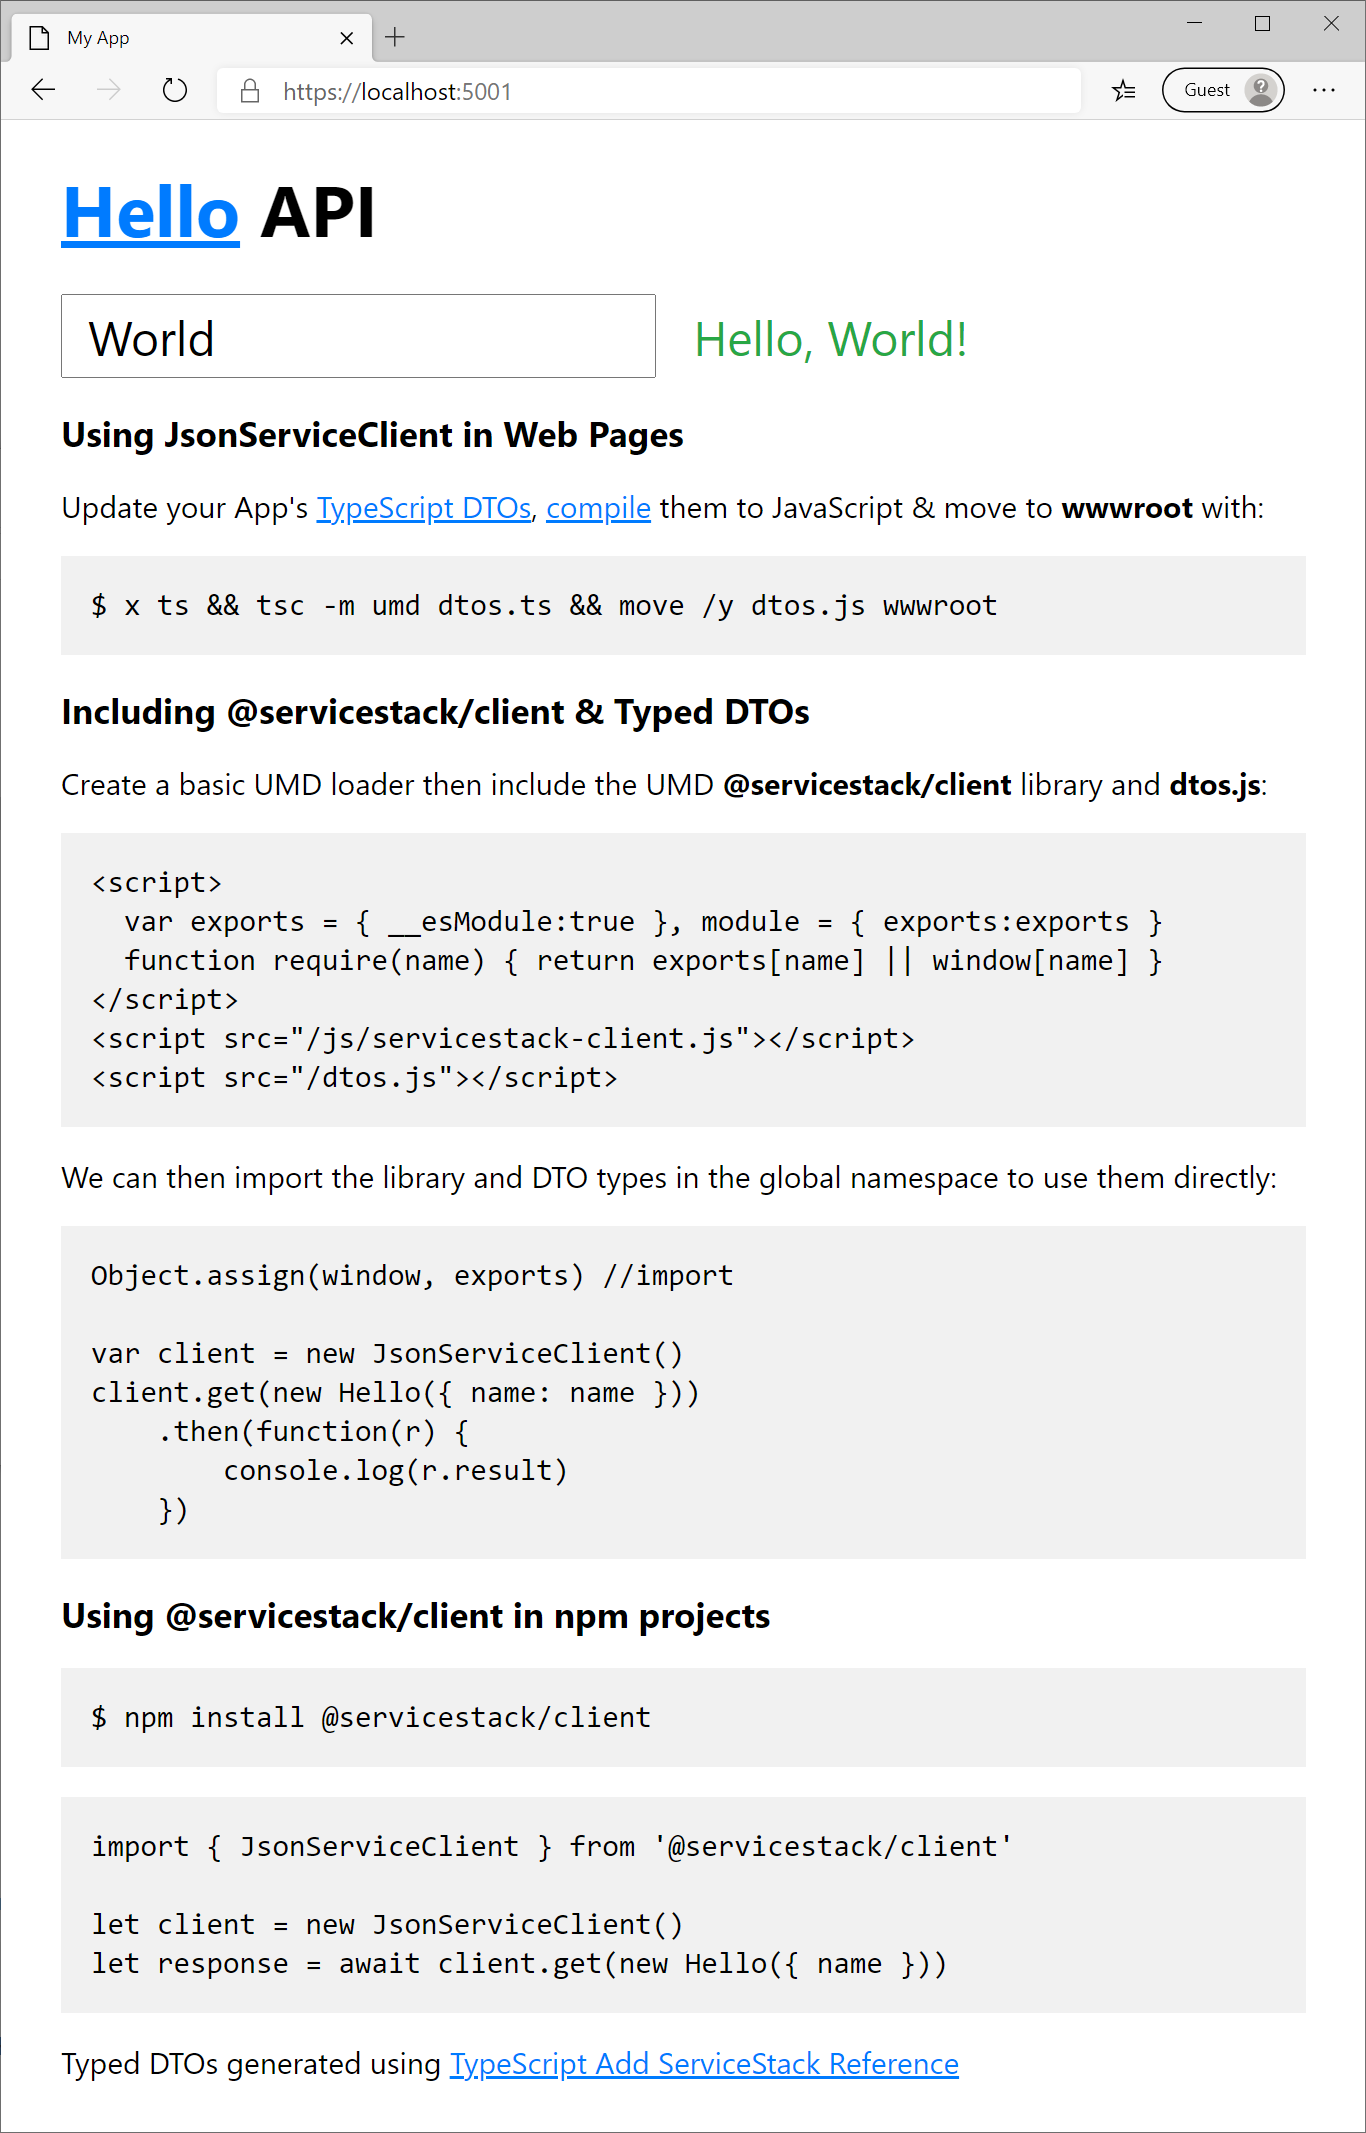 My App
https://localhost:5001
Guest
Hello API
World
Hello, World!
Using JsonServiceClient in Web Pages
Update your App's TypeScript DTOs, compile them to JavaScript & move to wwwroot with:
$ x ts && tsc -m umd dtos.ts && move /y dtos.js wwwroot
Including @servicestack/client & Typed DTOs
Create a basic UMD loader then include the UMD @servicestack/client library and dtos.js:
<script>
  var exports = { __esModule:true }, module = { exports:exports }
  function require(name) { return exports[name] || window[name] }
</script>
<script src="/js/servicestack-client.js"></script>
<script src="/dtos.js"></script>
We can then import the library and DTO types in the global namespace to use them directly:
Object.assign(window, exports) //import
var client = new JsonServiceClient()
client.get(new Hello({ name: name }))
    .then(function(r) {
        console.log(r.result)
    })
Using @servicestack/client in npm projects
$ npm install @servicestack/client
import { JsonServiceClient } from '@servicestack/client'
let client = new JsonServiceClient()
let response = await client.get(new Hello({ name }))
Typed DTOs generated using TypeScript Add ServiceStack Reference